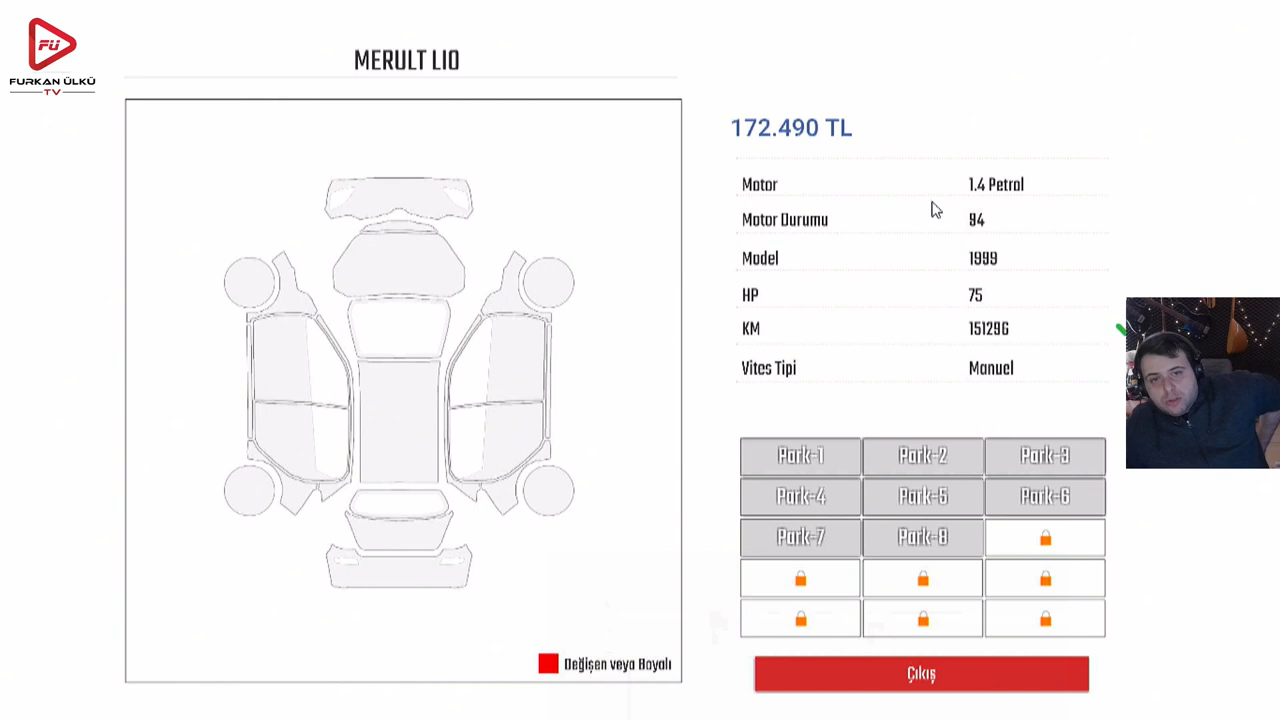 FU
FURKAN ÜLKÜ
TV
MERULT LIO
172.490 TL
Motor 1.4 Petrol
Motor Durumu 94
Model 1999
HP 75
KM 151296
Vites Tipi Manuel
Park-1 Park-2 Park-3
Park-4 Park-5 Park-6
Park-7 Park-8
Değişen veya Boyalı
Çıkış